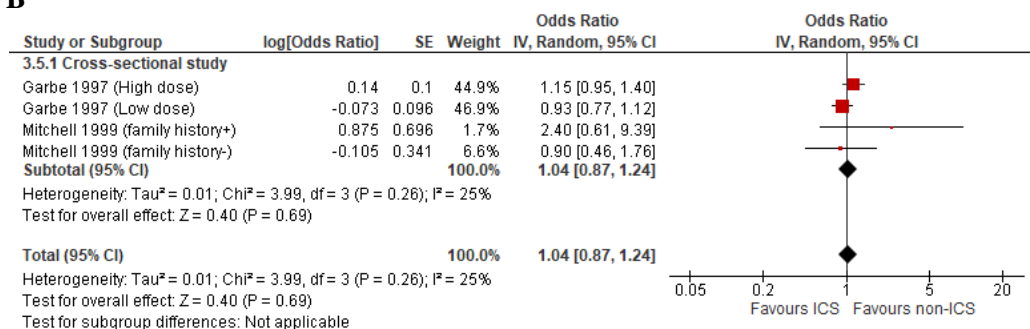 B
Odds Ratio Odds Ratio
Study or Subgroup log[Odds Ratio] SE Weight IV, Random, 95% CI IV, Random, 95% CI
3.5.1 Cross-sectional study
Garbe 1997 (High dose) 0.14 0.1 44.9% 1.15 [0.95, 1.40]
Garbe 1997 (Low dose) -0.073 0.096 46.9% 0.93 [0.77, 1.12]
Mitchell 1999 (family history+) 0.875 0.696 1.7% 2.40 [0.61, 9.39]
Mitchell 1999 (family history-) -0.105 0.341 6.6% 0.90 [0.46, 1.76]
Subtotal (95% CI) 100.0% 1.04 [0.87, 1.24]
Heterogeneity: Tau² = 0.01; Chi² = 3.99, df = 3 (P = 0.26); I² = 25%
Test for overall effect: Z = 0.40 (P = 0.69)
Total (95% CI) 100.0% 1.04 [0.87, 1.24]
Heterogeneity: Tau² = 0.01; Chi² = 3.99, df = 3 (P = 0.26); I² = 25%
Test for overall effect: Z = 0.40 (P = 0.69)
Test for subgroup differences: Not applicable
0.05 0.2 1 5 20
Favours ICS Favours non-ICS